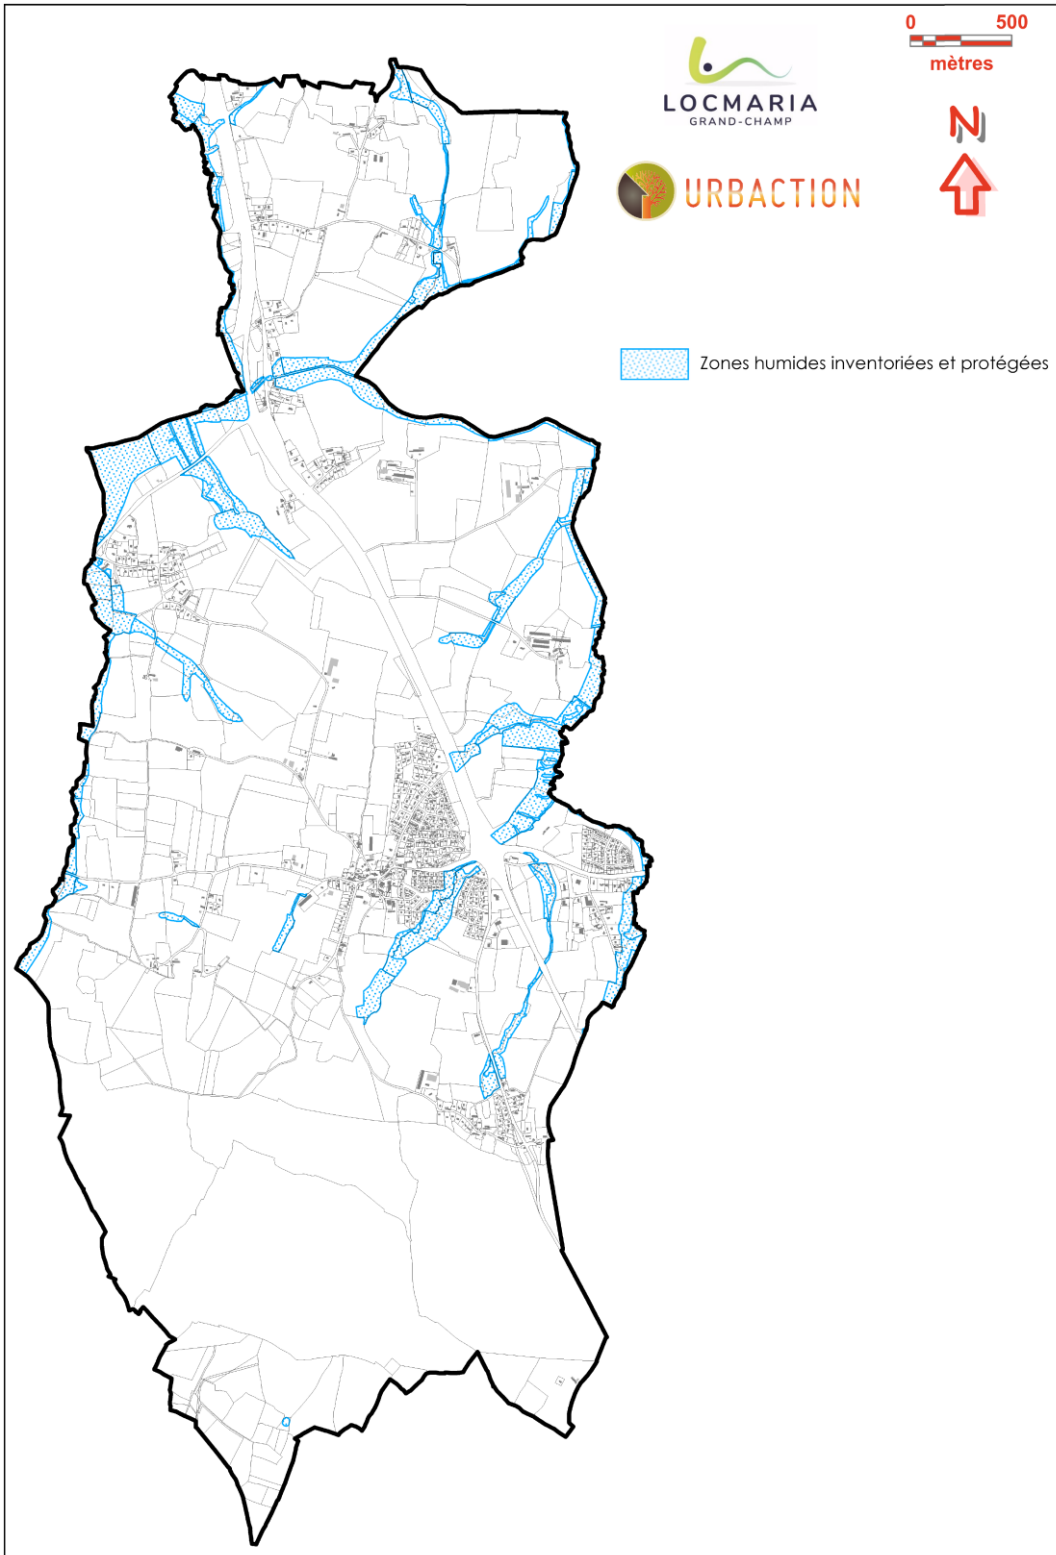 0 500
mètres
LOCMARIA
GRAND-CHAMP
N
URBACTION
Zones humides inventoriées et protégées